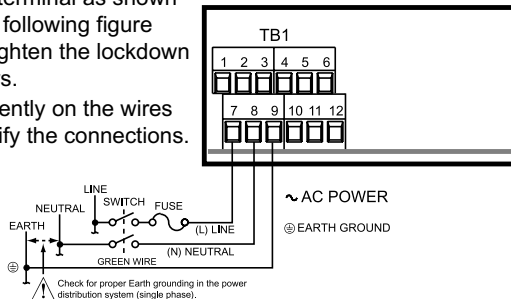 terminal as shown
following figure
ighten the lockdown
rs.
ently on the wires
ify the connections.
TB1
1 2 3 4 5 6
7 8 9 10 11 12
LINE
SWITCH FUSE
NEUTRAL
(L) LINE
EARTH
(N) NEUTRAL
GREEN WIRE
∿ AC POWER
⏚ EARTH GROUND
Check for proper Earth grounding in the power
distribution system (single phase).